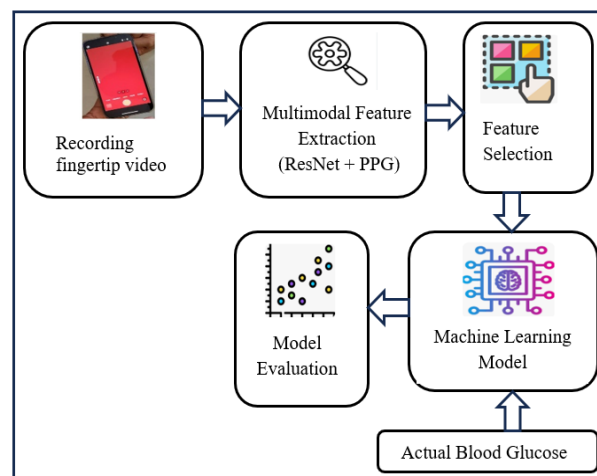 Recording
fingertip video
Multimodal Feature
Extraction
(ResNet + PPG)
Feature
Selection
Model
Evaluation
Machine Learning
Model
Actual Blood Glucose